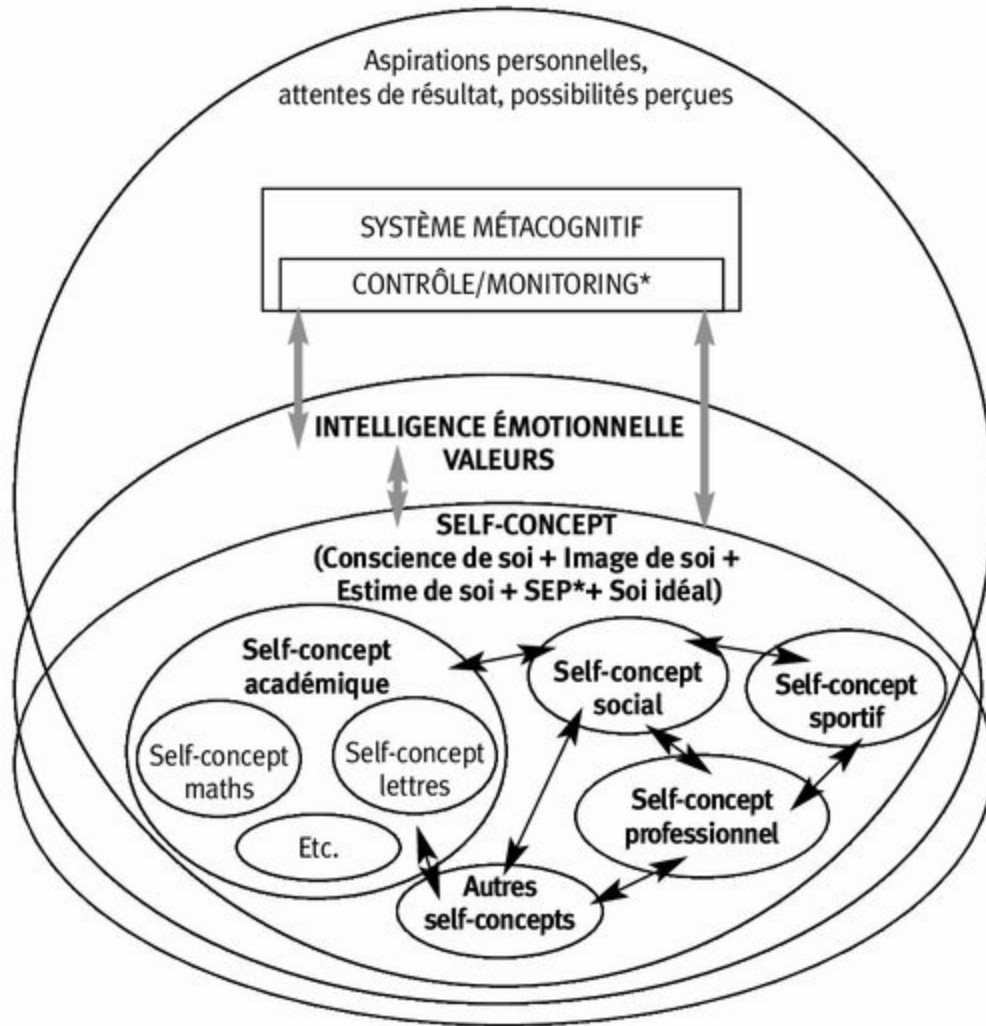 Aspirations personnelles,
attentes de résultat, possibilités perçues
SYSTÈME MÉTACOGNITIF
CONTRÔLE/MONITORING*
INTELLIGENCE ÉMOTIONNELLE
VALEURS
SELF-CONCEPT
(Conscience de soi + Image de soi +
Estime de soi + SEP*+ Soi idéal)
Self-concept
académique
Self-concept
maths
Self-concept
lettres
Etc.
Self-concept
social
Self-concept
sportif
Self-concept
professionnel
Autres
self-concepts